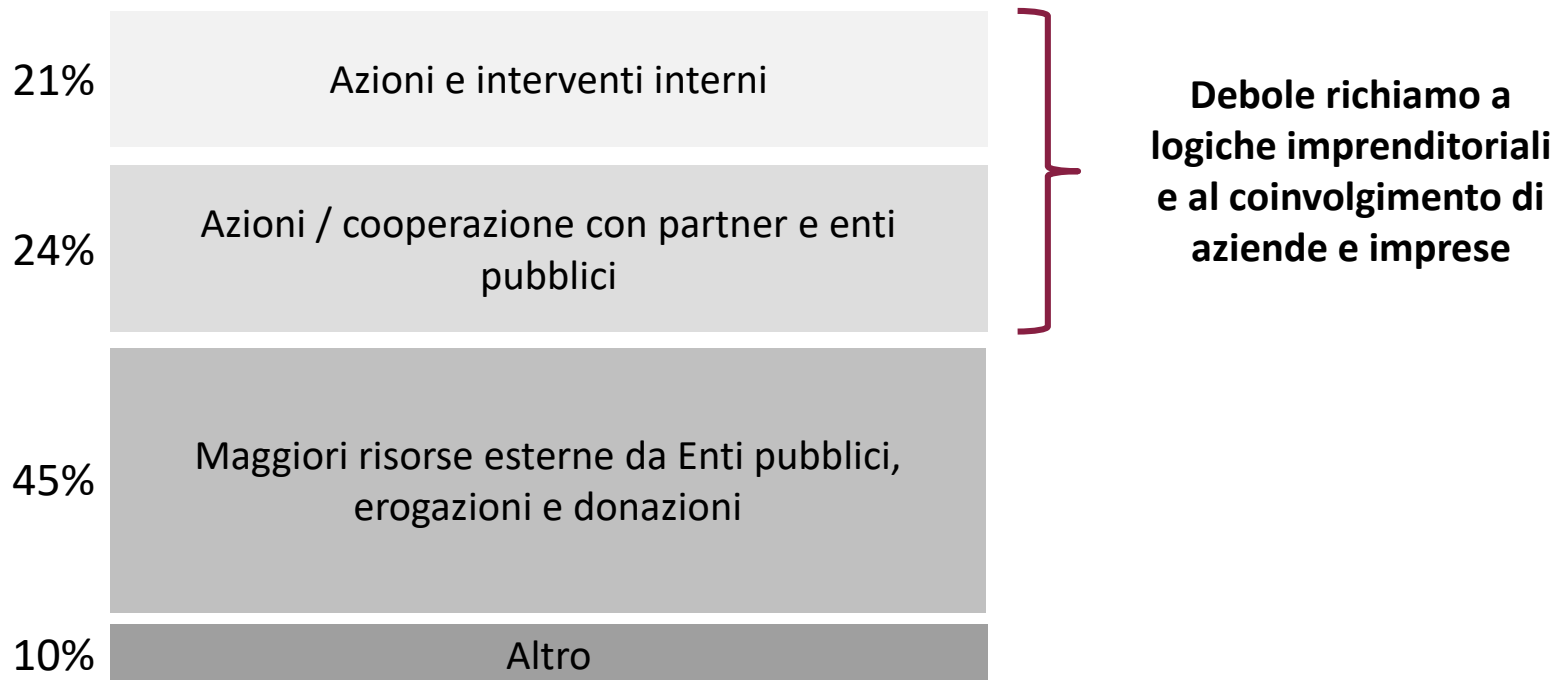 21%
Azioni e interventi interni
24%
Azioni / cooperazione con partner e enti
pubblici
Debole richiamo a
logiche imprenditoriali
e al coinvolgimento di
aziende e imprese
45%
Maggiori risorse esterne da Enti pubblici,
erogazioni e donazioni
10%
Altro